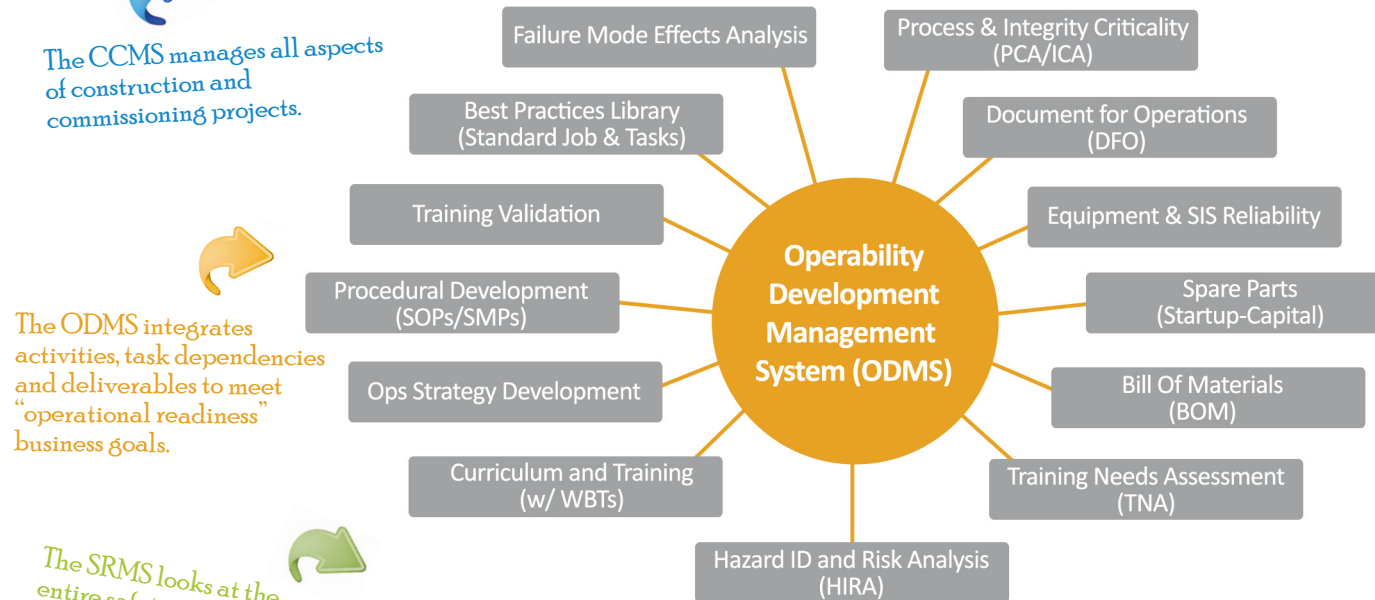 The CCMS manages all aspects
of construction and
commissioning projects.
The ODMS integrates
activities, task dependencies
and deliverables to meet
“operational readiness”
business goals.
The SRMS looks at the
entire
Failure Mode Effects Analysis
Process & Integrity Criticality
(PCA/ICA)
Best Practices Library
(Standard Job & Tasks)
Document for Operations
(DFO)
Training Validation
Equipment & SIS Reliability
Procedural Development
(SOPs/SMPs)
Spare Parts
(Startup-Capital)
Ops Strategy Development
Bill Of Materials
(BOM)
Curriculum and Training
(w/ WBTs)
Training Needs Assessment
(TNA)
Hazard ID and Risk Analysis
(HIRA)
Operability
Development
Management
System (ODMS)